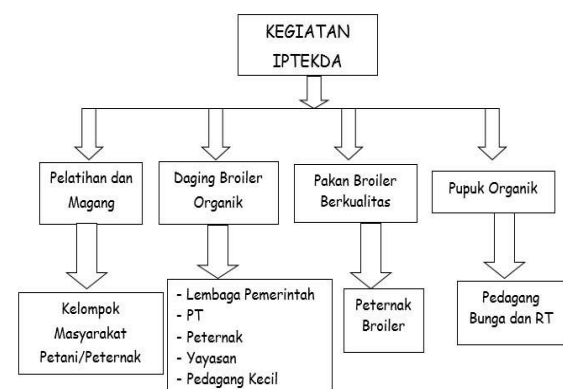 KEGIATAN
IPTEKDA
Pelatihan dan
Magang
Daging Broiler
Organik
Pakan Broiler
Berkualitas
Pupuk Organik
Kelompok
Masyarakat
Petani/Peternak
- Lembaga Pemerintah
- PT
- Peternak
- Yayasan
- Pedagang Kecil
Peternak
Broiler
Pedagang
Bunga dan RT